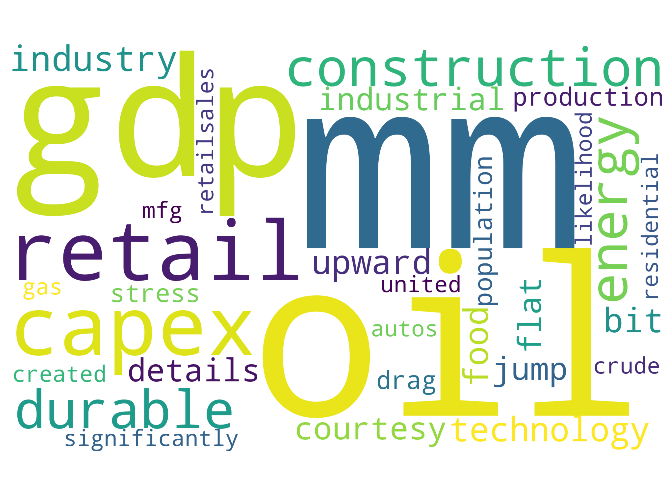 industry
construction
gdp
mm
retailsales
industrial
production
likelihood
energy
residential
population
mfg
retail
upward
united
oil
gas
stress
capex
autos
food
flat
bit
created
details
drag
jump
crude
durable
significantly
courtesy
technology